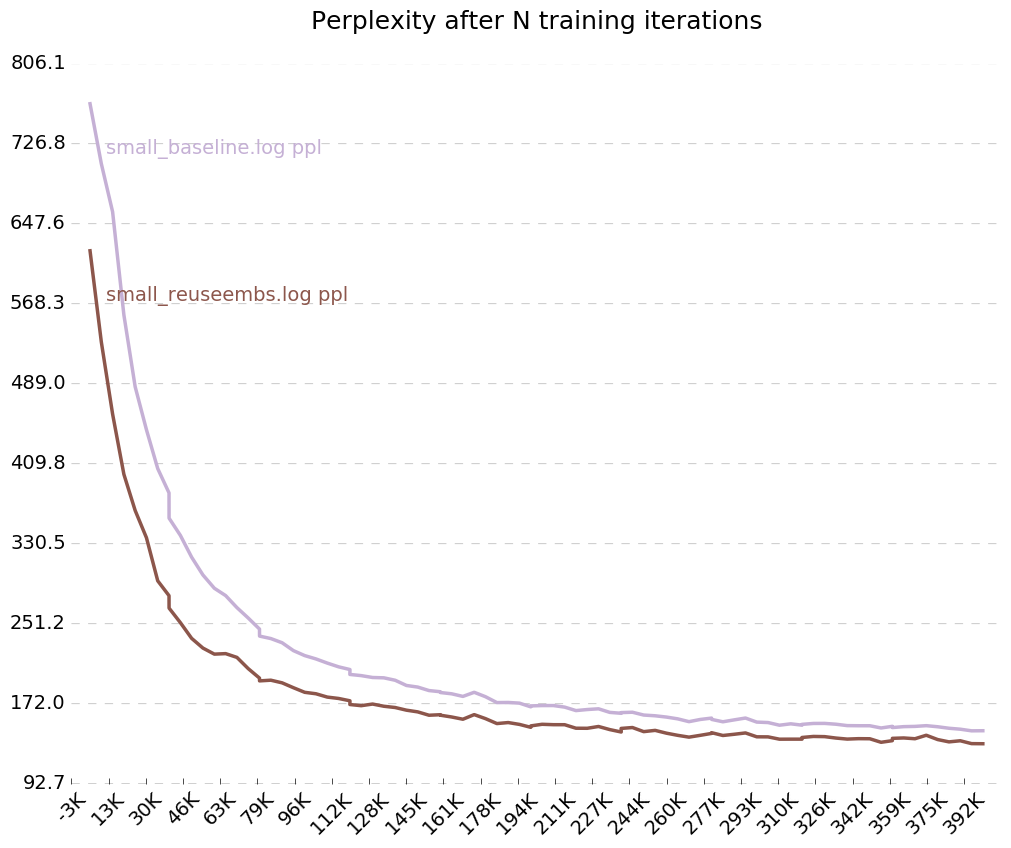 Perplexity after N training iterations
806.1
726.8
small_baseline.log ppl
647.6
568.3
small_reuseembs.log ppl
489.0
409.8
330.5
251.2
172.0
92.7
-3K 13K 30K 46K 63K 79K 96K 112K 128K 145K 161K 178K 194K 211K 227K 244K 260K 277K 293K 310K 326K 342K 359K 375K 392K